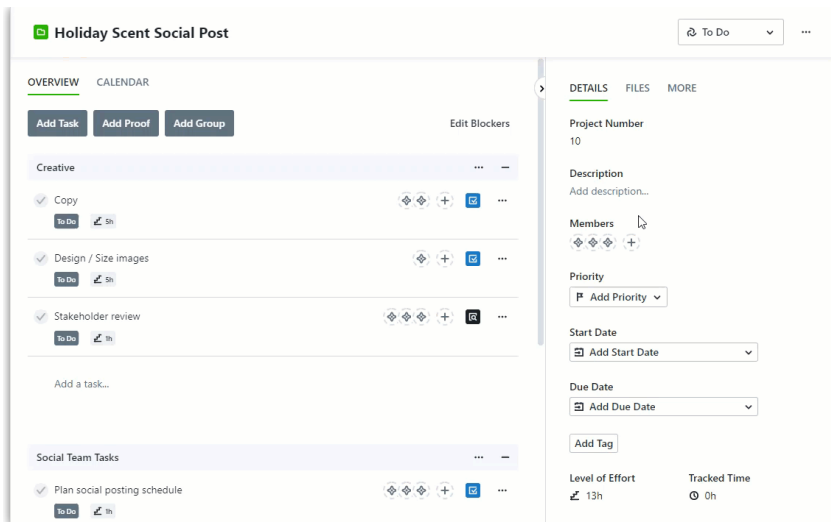 Holiday Scent Social Post
To Do
OVERVIEW CALENDAR
Add Task Add Proof Add Group Edit Blockers
Creative
Copy
To Do 5h
Design / Size images
To Do 5h
Stakeholder review
To Do 1h
Add a task...
Social Team Tasks
Plan social posting schedule
To Do 1h
DETAILS FILES MORE
Project Number
10
Description
Add description...
Members
Priority
Add Priority
Start Date
Add Start Date
Due Date
Add Due Date
Add Tag
Level of Effort Tracked Time
13h 0h